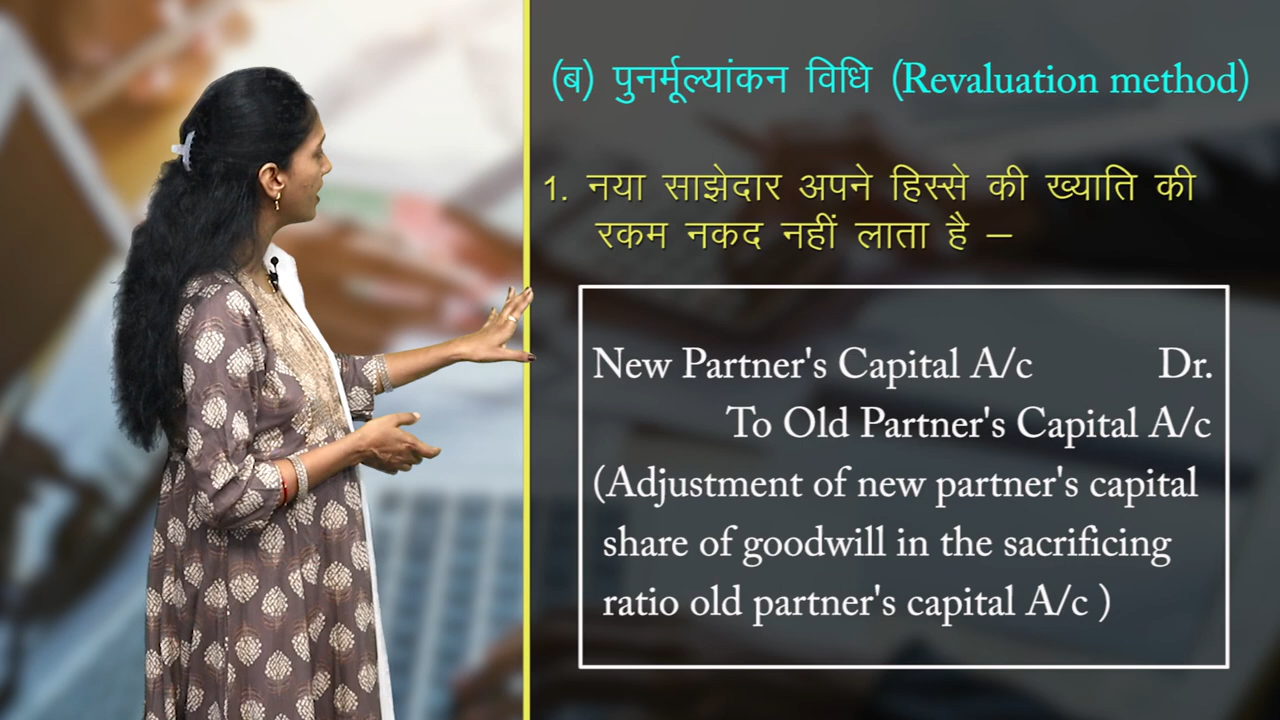 (ब) पुनर्मूल्यांकन विधि (Revaluation method)
1. नया साझेदार अपने हिस्से की ख्याति की
रकम नकद नहीं लाता है –
New Partner's Capital A/c Dr.
To Old Partner's Capital A/c
(Adjustment of new partner's capital
share of goodwill in the sacrificing
ratio old partner's capital A/c )